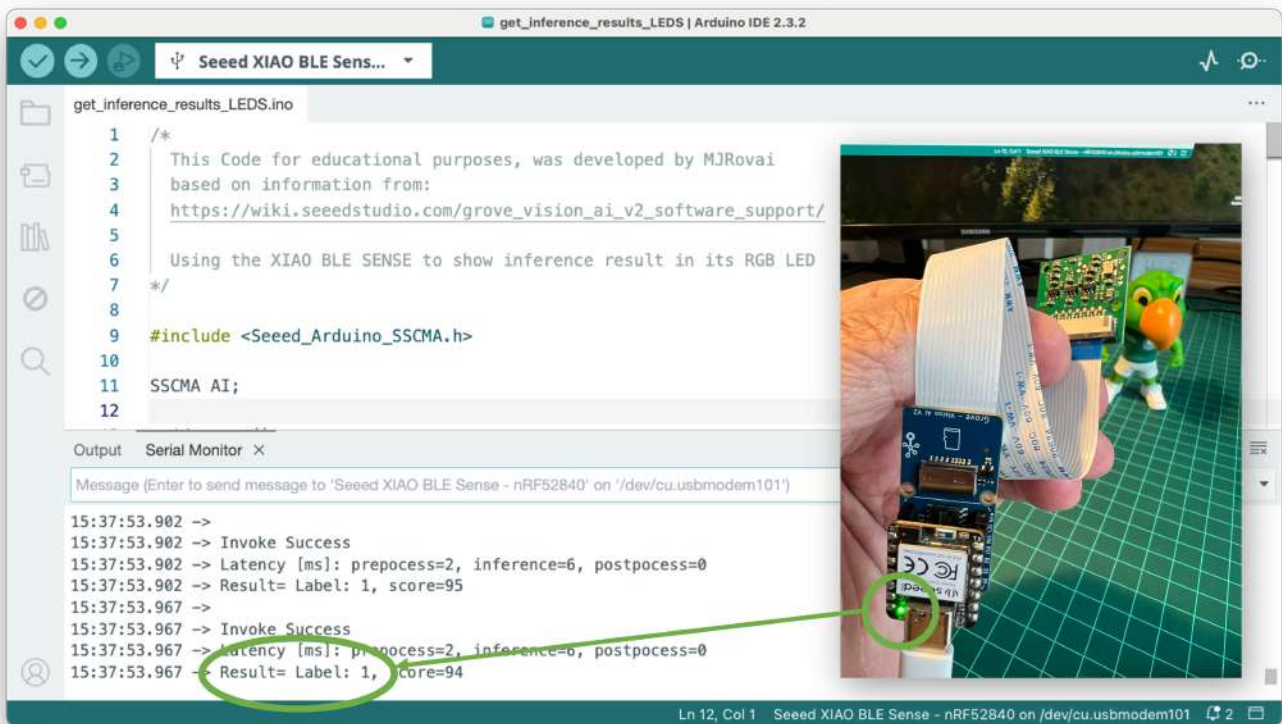 get_inference_results_LEDS | Arduino IDE 2.3.2
Seeed XIAO BLE Sens...
get_inference_results_LEDS.ino
1 /*
2 This Code for educational purposes, was developed by MJRovai
3 based on information from:
4 https://wiki.seeedstudio.com/grove_vision_ai_v2_software_support/
5
6 Using the XIAO BLE SENSE to show inference result in its RGB LED
7 */
8
9 #include <Seeed_Arduino_SSCMA.h>
10
11 SSCMA AI;
12
SAMSUNG
Grove - Vision AI V2
seeed
FC CE
Output Serial Monitor
Message (Enter to send message to 'Seeed XIAO BLE Sense - nRF52840' on '/dev/cu.usbmodem101')
15:37:53.902 ->
15:37:53.902 -> Invoke Success
15:37:53.902 -> Latency [ms]: prepocess=2, inference=6, postpocess=0
15:37:53.902 -> Result= Label: 1, score=95
15:37:53.967 ->
15:37:53.967 -> Invoke Success
15:37:53.967 -> Latency [ms]: prepocess=2, inference=6, postpocess=0
15:37:53.967 -> Result= Label: 1, score=94
Ln 12, Col 1 Seeed XIAO BLE Sense - nRF52840 on /dev/cu.usbmodem101 2